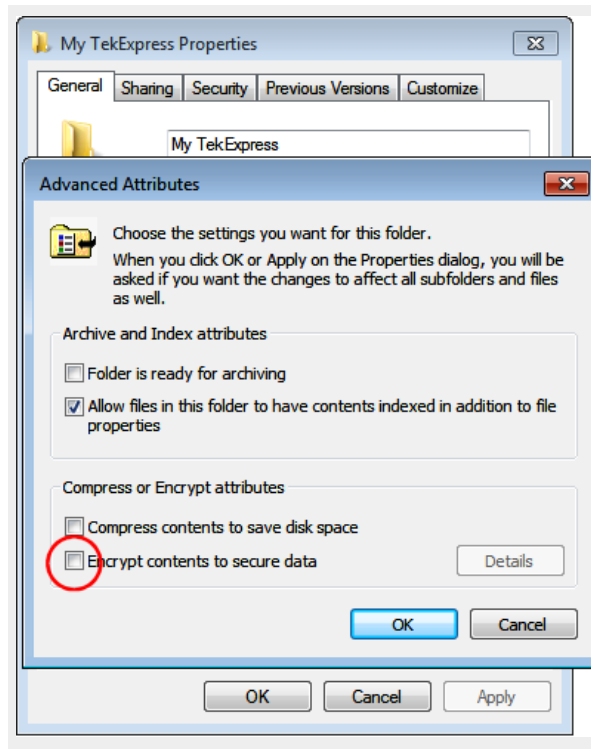 My TekExpress Properties
General Sharing Security Previous Versions Customize
My TekExpress
Advanced Attributes
Choose the settings you want for this folder.
When you click OK or Apply on the Properties dialog, you will be
asked if you want the changes to affect all subfolders and files
as well.
Archive and Index attributes
Folder is ready for archiving
Allow files in this folder to have contents indexed in addition to file
properties
Compress or Encrypt attributes
Compress contents to save disk space
Encrypt contents to secure data
Details
OK Cancel
OK Cancel Apply